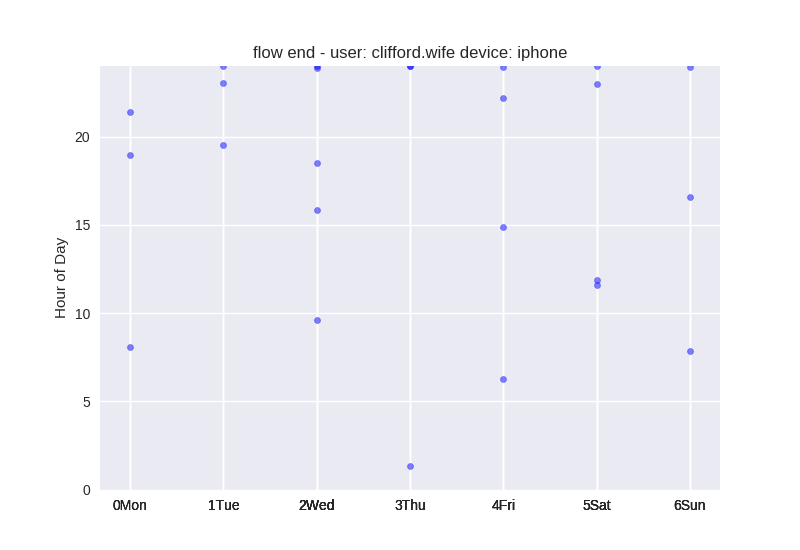 flow end - user: clifford.wife device: iphone
20
15
10
5
0
Hour of Day
0Mon 1Tue 2Wed 3Thu 4Fri 5Sat 6Sun